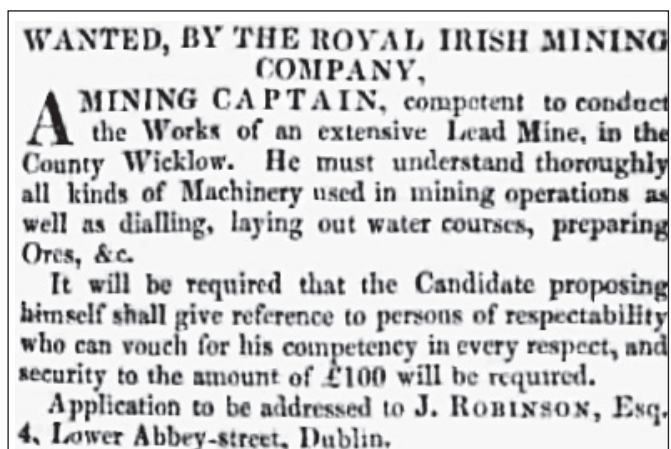 WANTED, BY THE ROYAL IRISH MINING
COMPANY,
A MINING CAPTAIN, competent to conduct
the Works of an extensive Lead Mine, in the
County Wicklow. He must understand thoroughly
all kinds of Machinery used in mining operations as
well as dialling, laying out water courses, preparing
Ores, &c.
It will be required that the Candidate proposing
himself shall give reference to persons of respectability
who can vouch for his competency in every respect, and
security to the amount of £100 will be required.
Application to be addressed to J. ROBINSON, Esq.
4, Lower Abbey-street, Dublin.